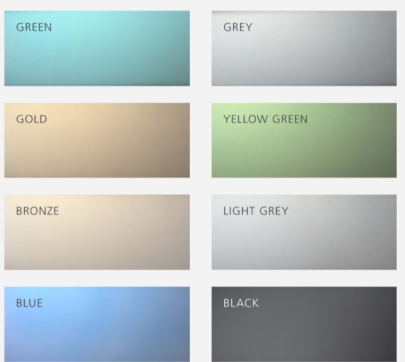 GREEN
GREY
GOLD
YELLOW GREEN
BRONZE
LIGHT GREY
BLUE
BLACK